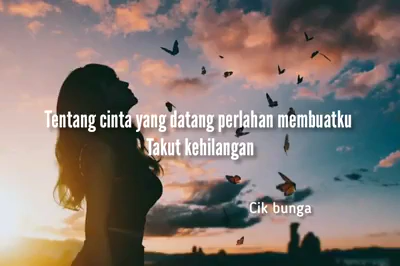 Tentang cinta yang datang perlahan membuatku
Takut kehilangan
Cik bunga